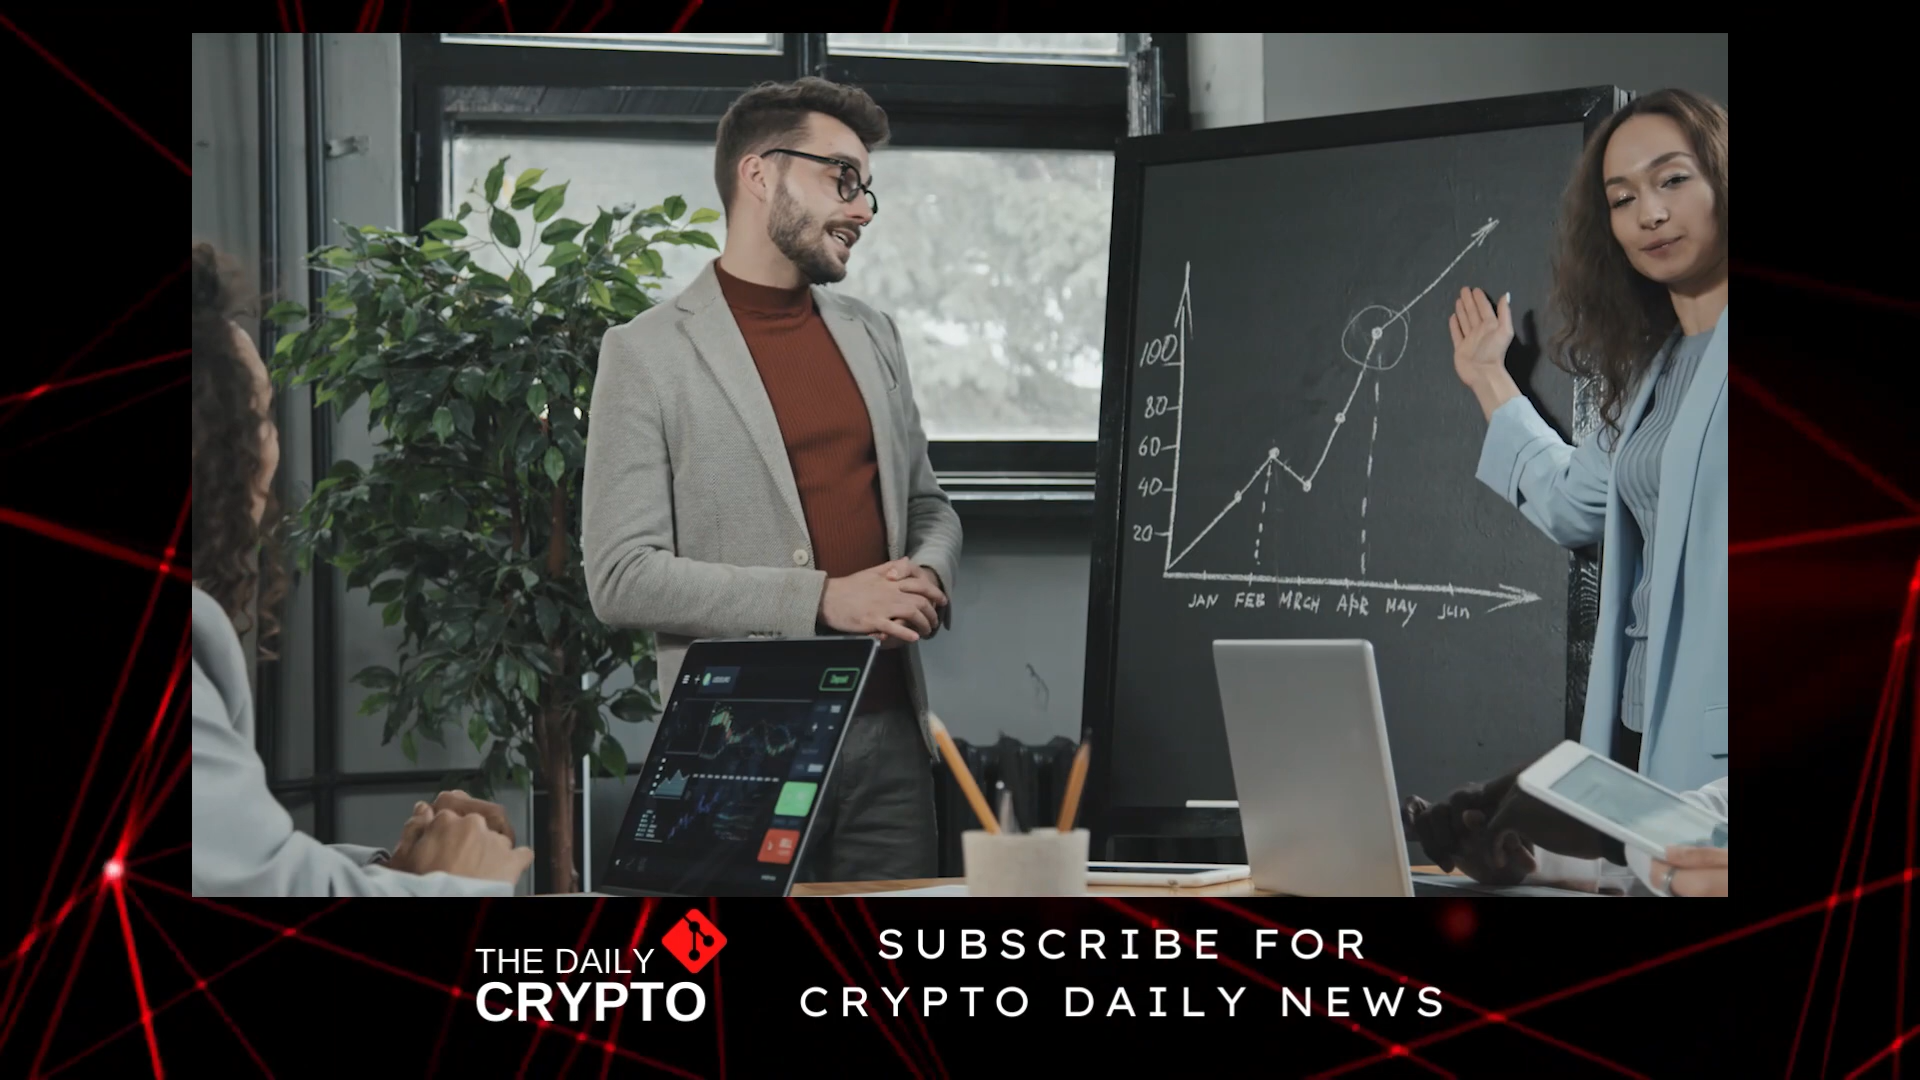 100
80
60
40
20
JAN FEB MRCH APR MAY JUN
Deposit
THE DAILY
CRYPTO
SUBSCRIBE FOR
CRYPTO DAILY NEWS